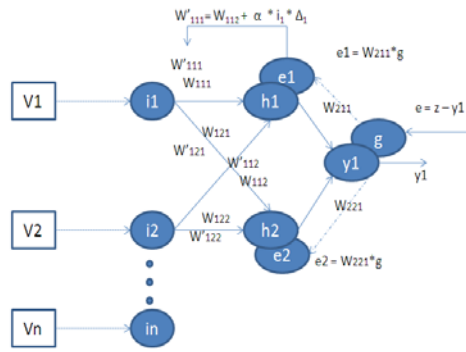 W'111 = W112 + α * i1 * Δ1
e1 = W211*g
e1
W'111
W111
V1
i1
h1
W211
e = z – y1
g
W121
W'121
W'112
W112
y1
y1
W221
W122
W'122
V2
i2
h2
e2
e2 = W221*g
Vn
in